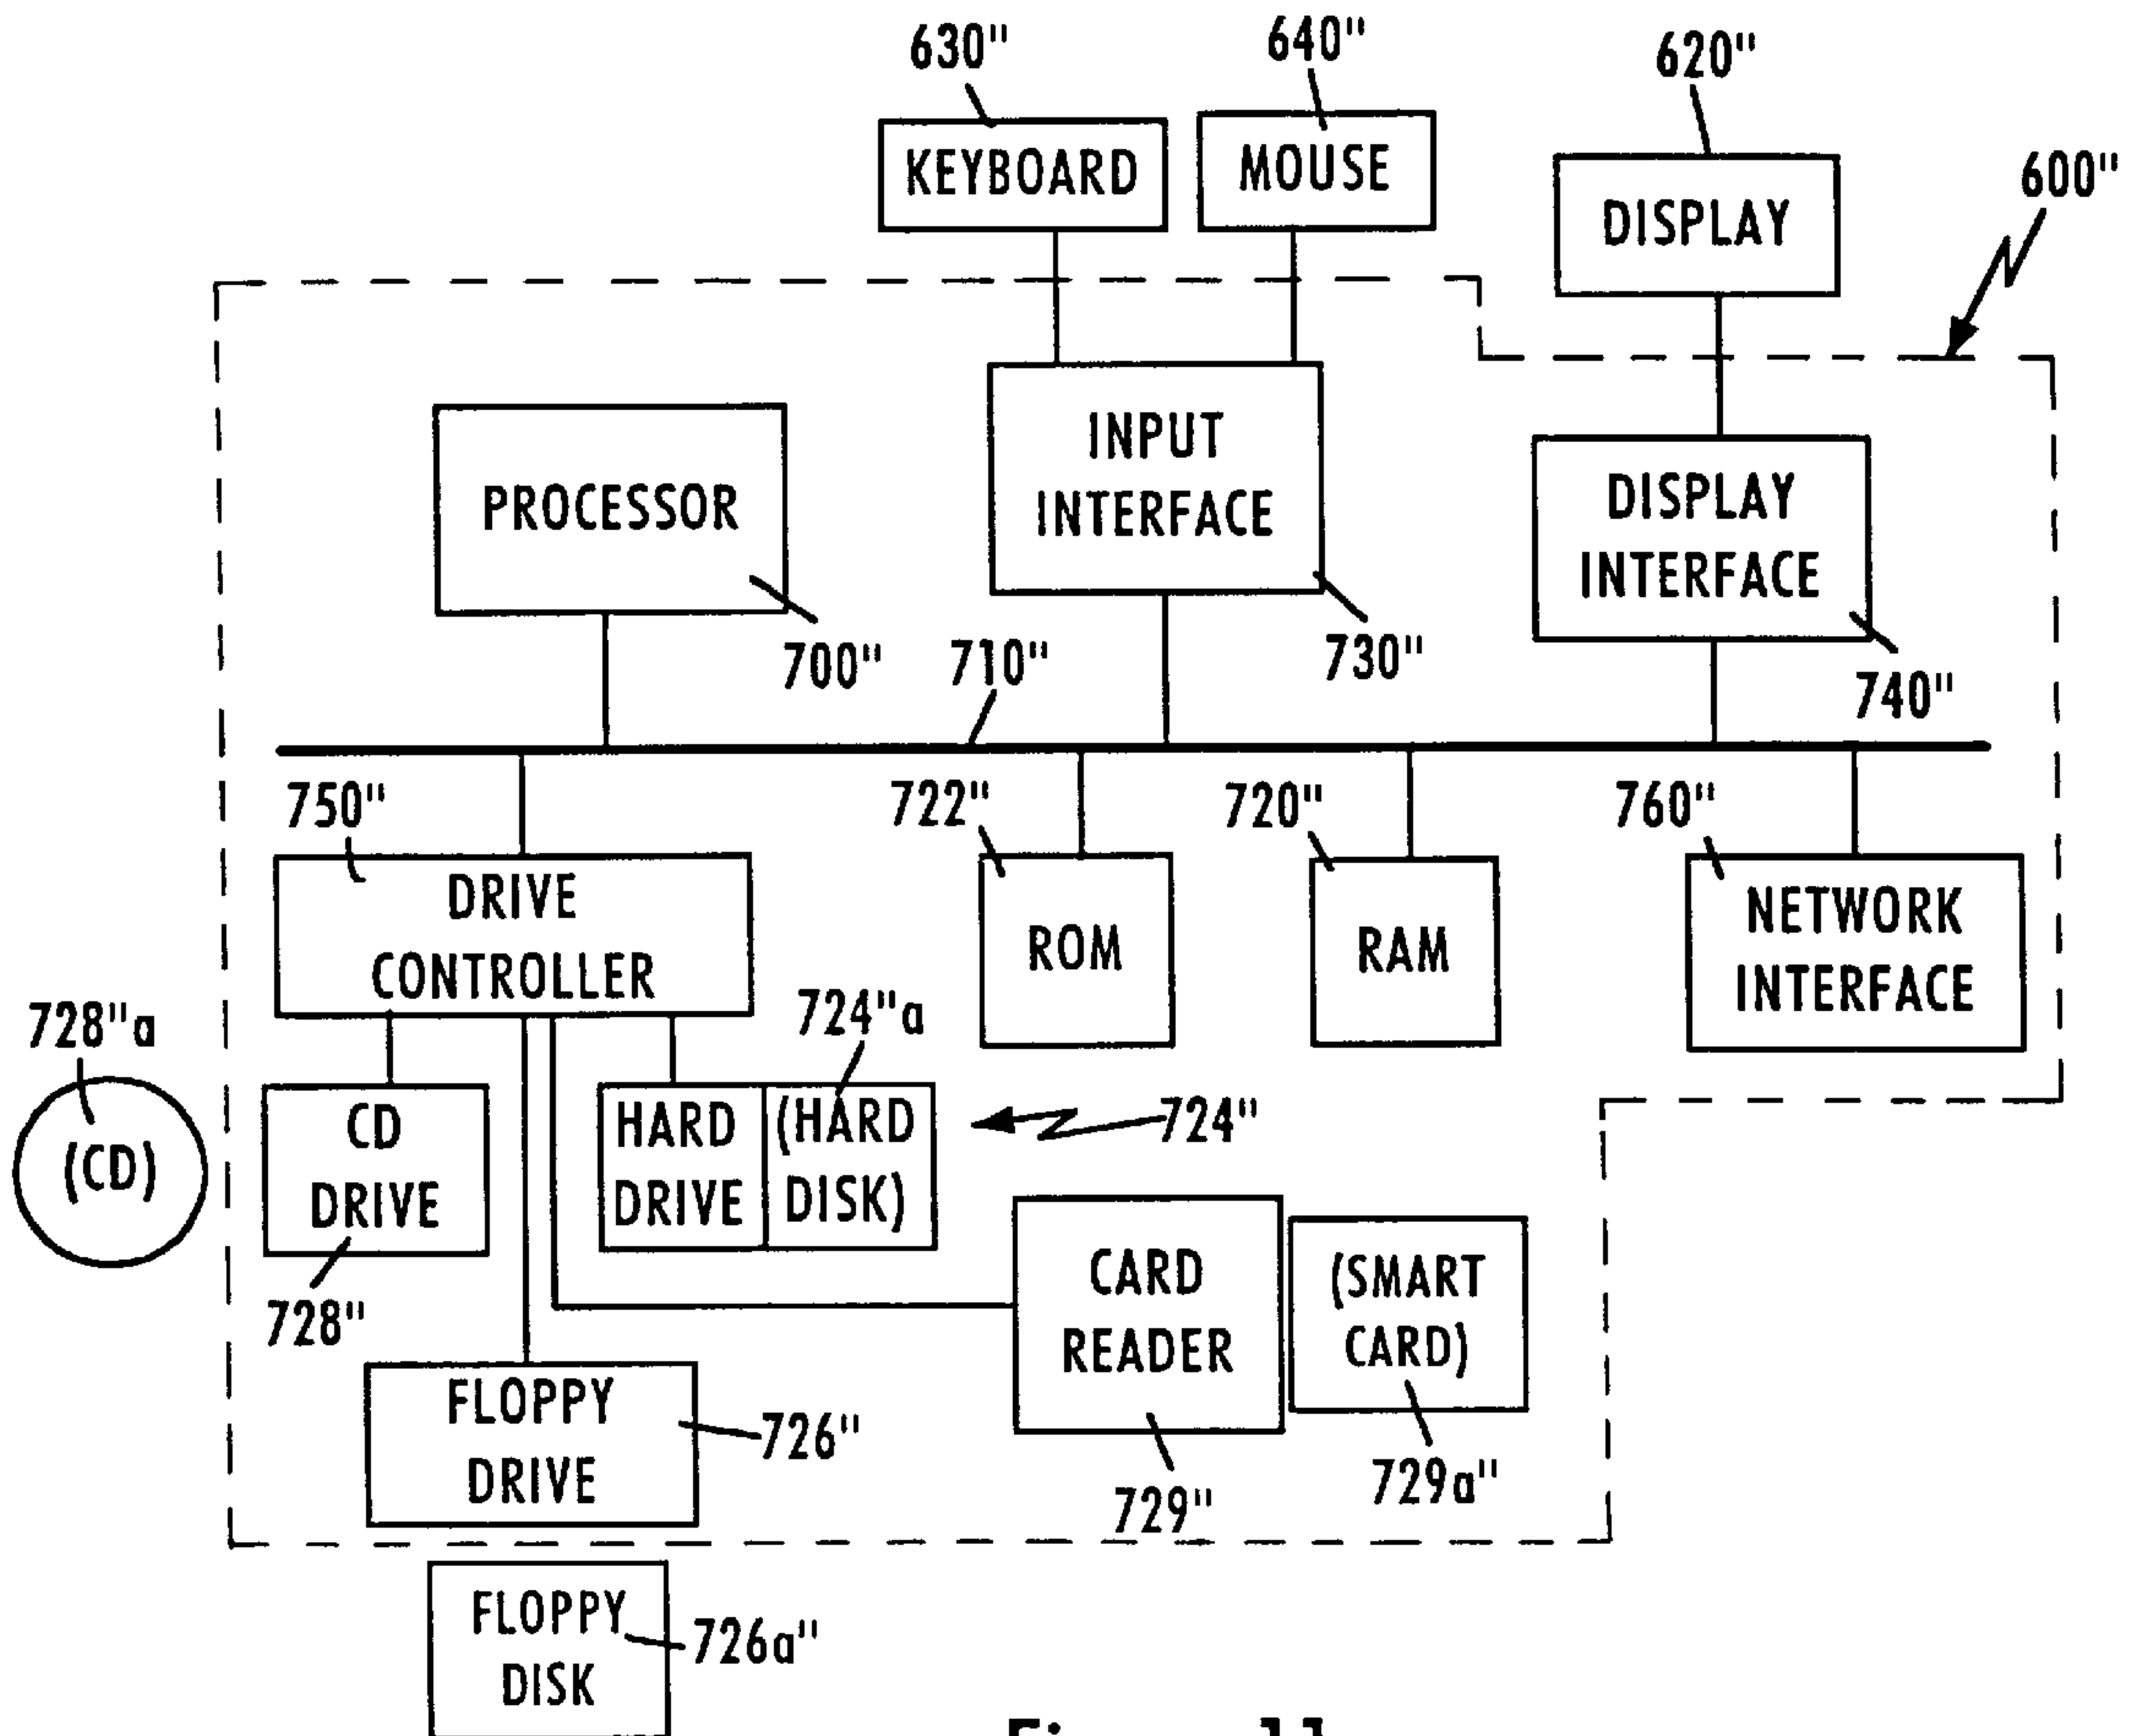 630"
640"
620"
600"
KEYBOARD
MOUSE
DISPLAY
PROCESSOR
700"
INPUT
INTERFACE
730"
DISPLAY
INTERFACE
740"
710"
750"
722"
720"
760"
DRIVE
CONTROLLER
ROM
RAM
NETWORK
INTERFACE
728"a
(CD)
724"a
CD
DRIVE
728"
HARD
DRIVE
(HARD
DISK)
724"
CARD
READER
729"
(SMART
CARD)
729a"
FLOPPY
DRIVE
726"
FLOPPY
DISK
726a"